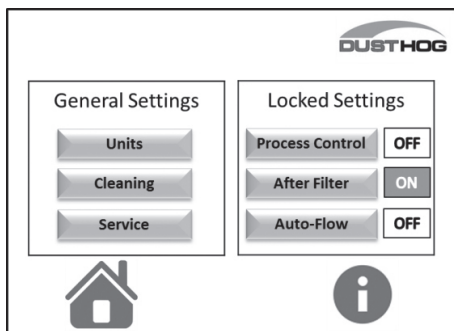 DUSTHOG
General Settings
Units
Cleaning
Service
Locked Settings
Process Control OFF
After Filter ON
Auto-Flow OFF
i